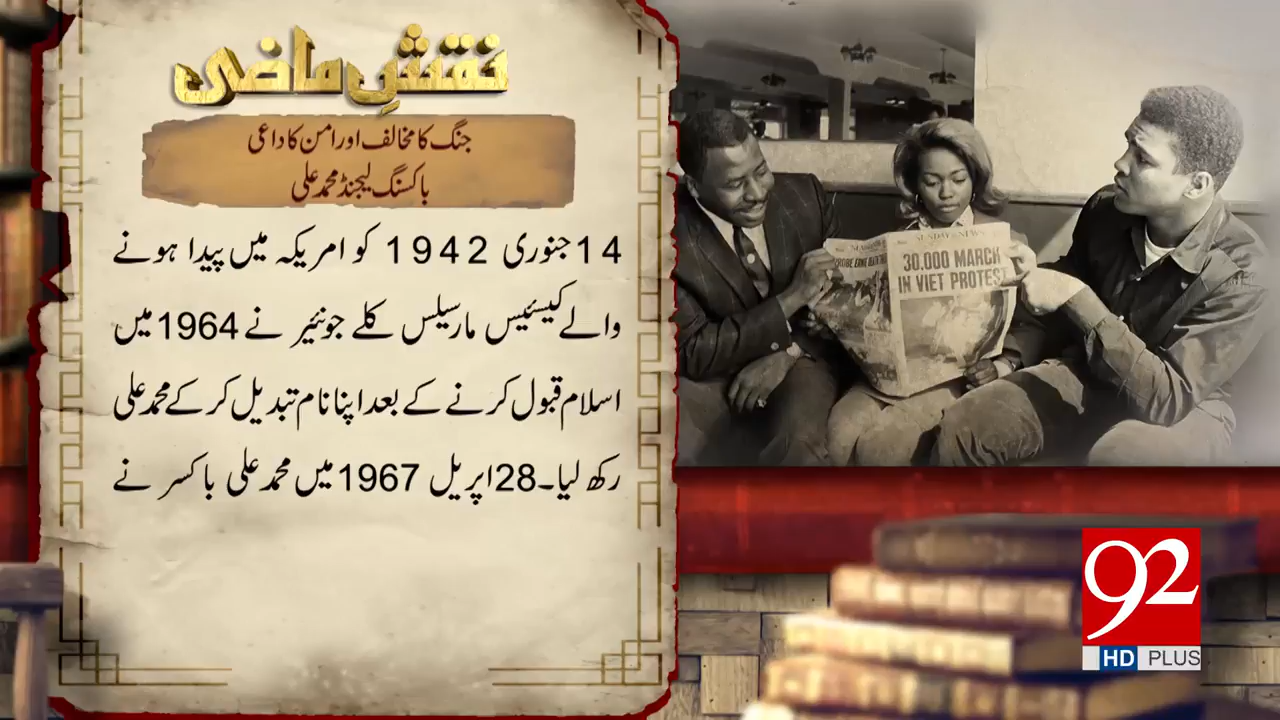 نقشِ ماضی
جنگ کا مخالف اور امن کا داعی
باکسنگ لیجنڈ محمد علی
14 جنوری 1942 کو امریکہ میں پیدا ہونے
والے کیسئیس مارسیلس کلے جونئیر نے 1964 میں
اسلام قبول کرنے کے بعد اپنا نام تبدیل کر کے محمد علی
رکھ لیا۔ 28 اپریل 1967 میں محمد علی باکسر نے
SUNDAY NEWS
30.000 MARCH
IN VIET PROTEST
92
HD PLUS